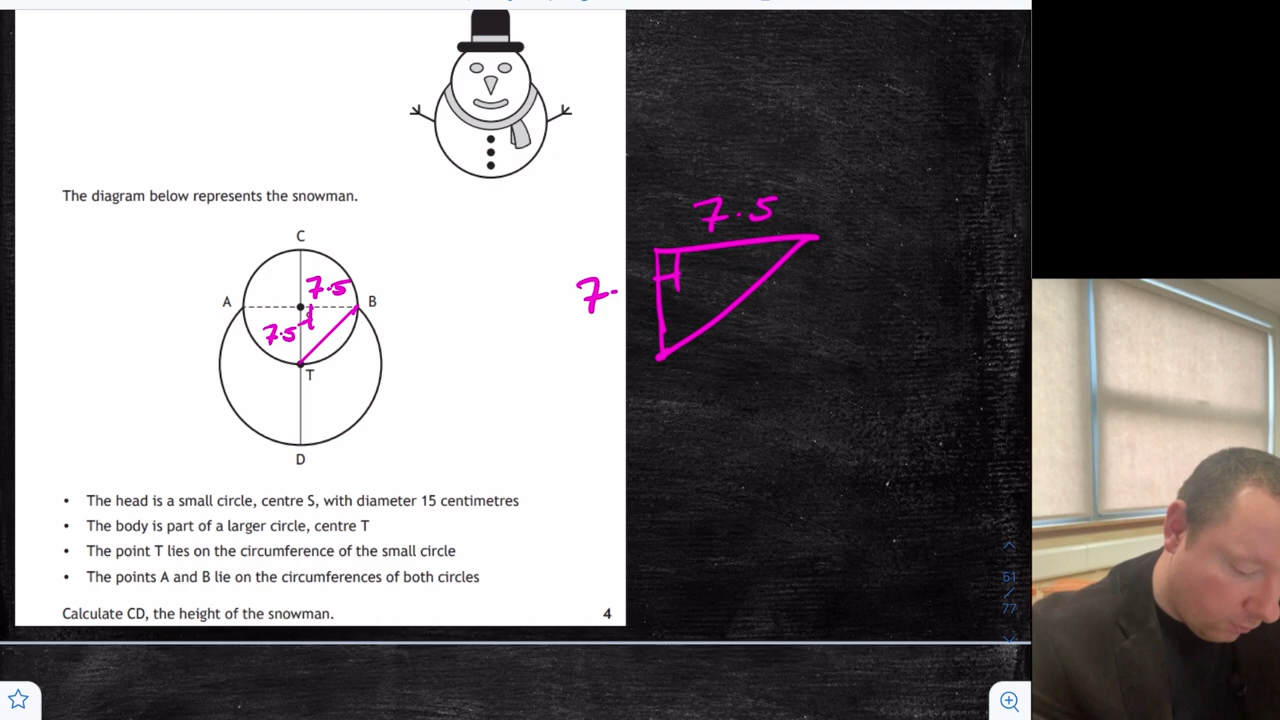 The diagram below represents the snowman.
C
7.5
A
B
7.5
T
D
7.5
7.
• The head is a small circle, centre S, with diameter 15 centimetres
• The body is part of a larger circle, centre T
• The point T lies on the circumference of the small circle
• The points A and B lie on the circumferences of both circles
Calculate CD, the height of the snowman.
4
51
/
77